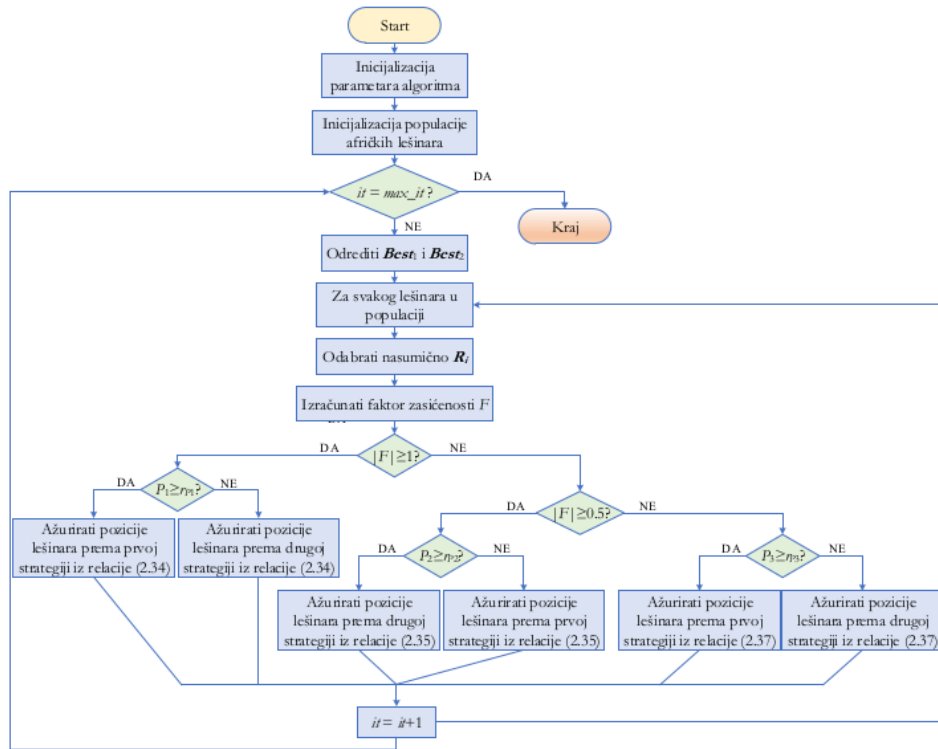 Start
Inicijalizacija
parametara algoritma
Inicijalizacija populacije
afričkih lešinara
it = max_it ?
DA
Kraj
NE
Odrediti Best₁ i Best₂
Za svakog lešinara u
populaciji
Odabrati nasumično Rᵢ
Izračunati faktor zasićenosti F
DA
|F|≥1?
NE
DA
P₁≥rP1?
NE
DA
|F|≥0.5?
NE
Ažurirati pozicije
lešinara prema prvoj
strategiji iz relacije (2.34)
Ažurirati pozicije
lešinara prema drugoj
strategiji iz relacije (2.34)
DA
P₂≥rP2?
NE
DA
P₃≥rP3?
NE
Ažurirati pozicije
lešinara prema drugoj
strategiji iz relacije (2.35)
Ažurirati pozicije
lešinara prema prvoj
strategiji iz relacije (2.35)
Ažurirati pozicije
lešinara prema prvoj
strategiji iz relacije (2.37)
Ažurirati pozicije
lešinara prema drugoj
strategiji iz relacije (2.37)
it = it+1